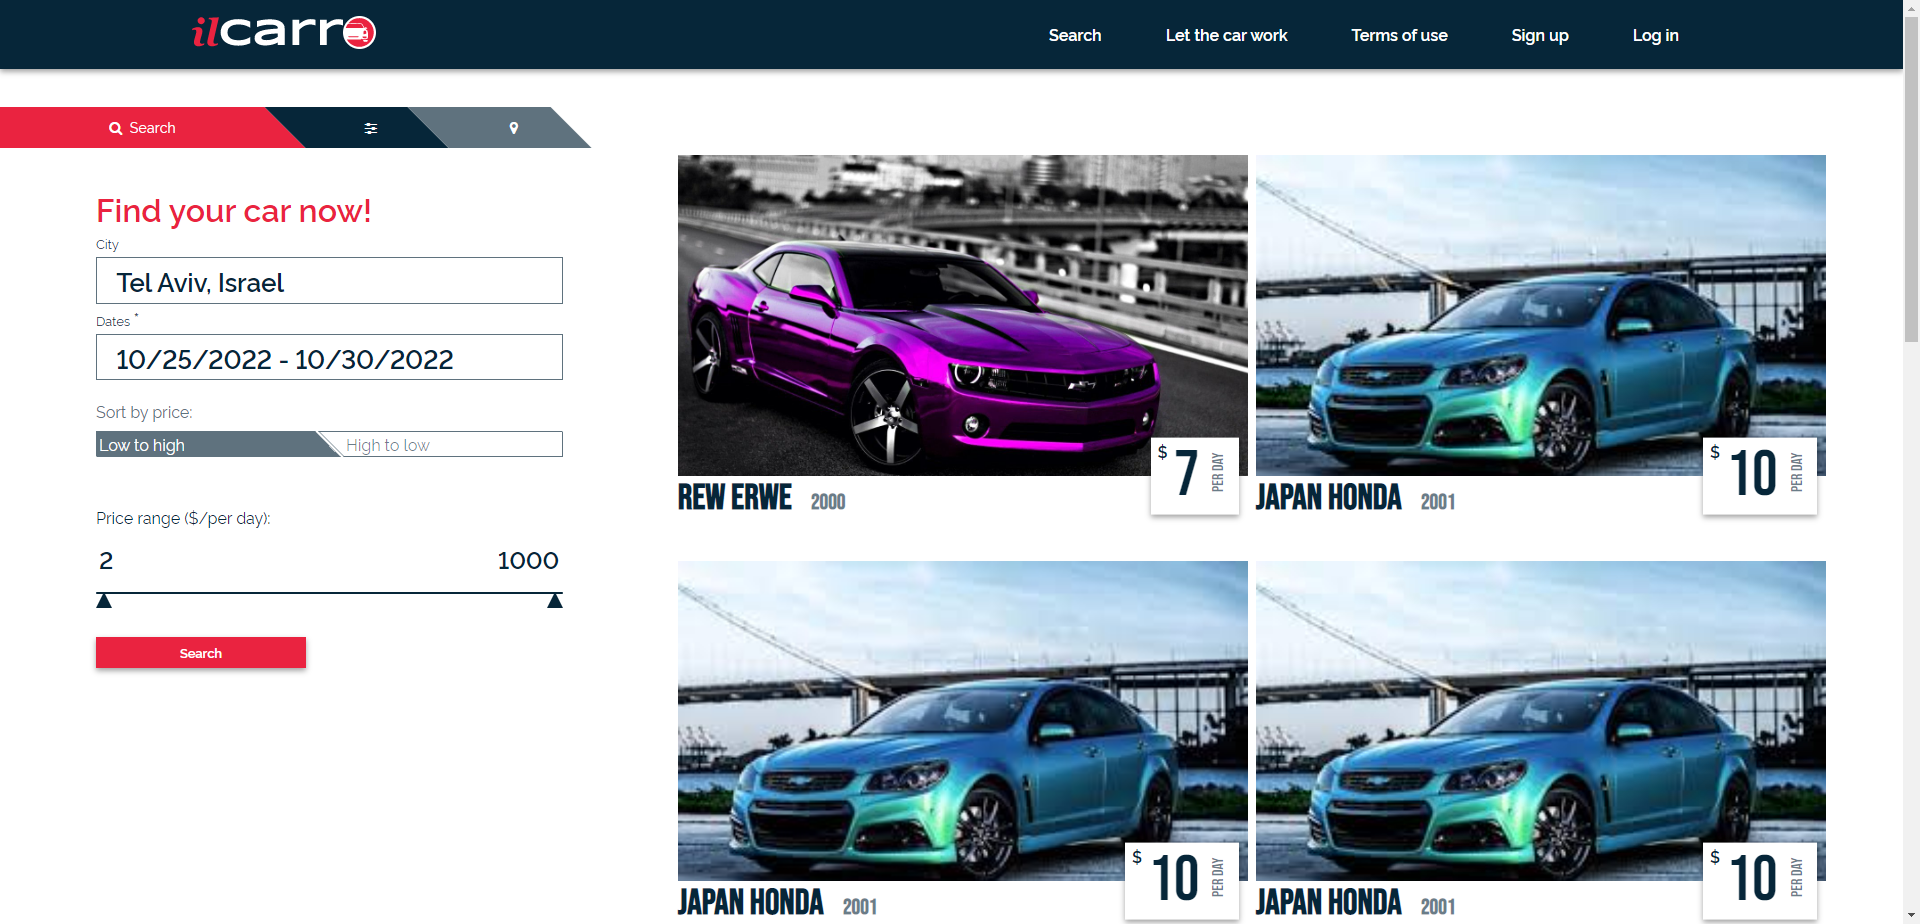 ilcarro
Search
Let the car work
Terms of use
Sign up
Log in
Search
Find your car now!
City
Tel Aviv, Israel
Dates *
10/25/2022 - 10/30/2022
Sort by price:
Low to high
High to low
Price range ($/per day):
2
1000
Search
$ 7 PER DAY
REW ERWE 2000
$ 10 PER DAY
JAPAN HONDA 2001
$ 10 PER DAY
JAPAN HONDA 2001
$ 10 PER DAY
JAPAN HONDA 2001